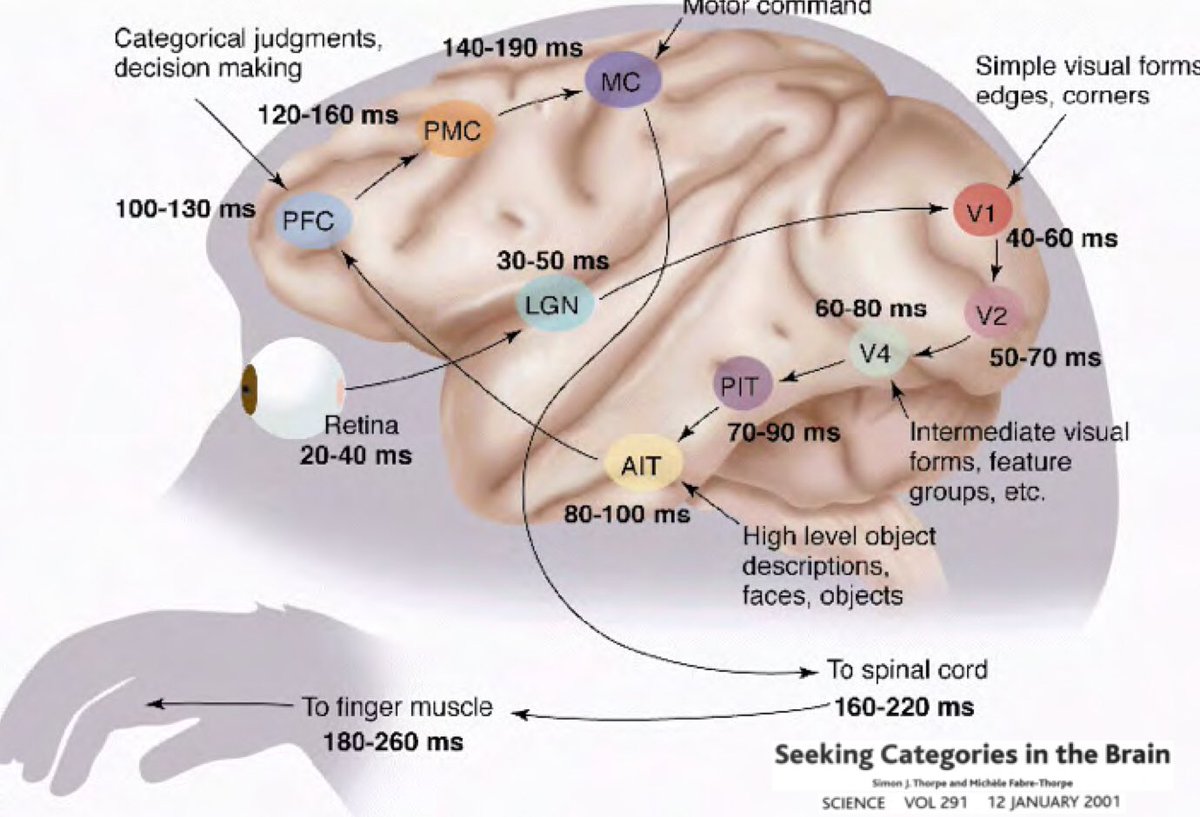 Motor command
Categorical judgments,
decision making
140-190 ms
MC
Simple visual forms
edges, corners
120-160 ms
PMC
100-130 ms
PFC
V1
40-60 ms
30-50 ms
LGN
60-80 ms
V2
V4
50-70 ms
PIT
Retina
20-40 ms
70-90 ms
Intermediate visual
forms, feature
groups, etc.
AIT
80-100 ms
High level object
descriptions,
faces, objects
To spinal cord
160-220 ms
To finger muscle
180-260 ms
Seeking Categories in the Brain
Simon J. Thorpe and Michèle Fabre-Thorpe
SCIENCE VOL 291 12 JANUARY 2001